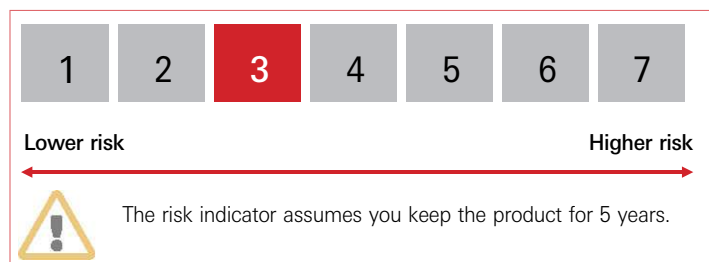 1 2 3 4 5 6 7
Lower risk Higher risk
The risk indicator assumes you keep the product for 5 years.